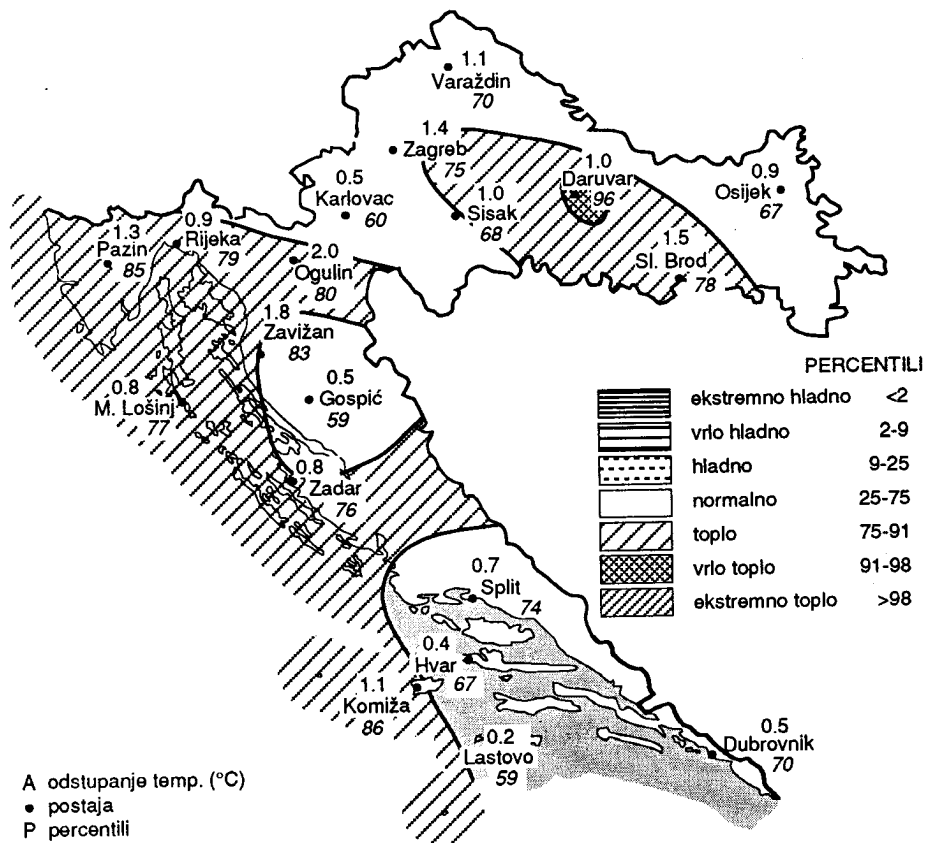 1.1
Varaždin
70
1.4
Zagreb
75
1.0
Daruvar
96
0.9
Osijek
67
0.5
Karlovac
60
1.0
Sisak
68
1.5
Sl. Brod
78
1.3
Pazin
85
0.9
Rijeka
79
2.0
Ogulin
80
1.8
Zavižan
83
0.5
Gospić
59
0.8
M. Lošinj
77
0.8
Zadar
76
0.7
Split
74
0.4
Hvar
67
1.1
Komiža
86
0.2
Lastovo
59
0.5
Dubrovnik
70
PERCENTILI
ekstremno hladno <2
vrlo hladno 2-9
hladno 9-25
normalno 25-75
toplo 75-91
vrlo toplo 91-98
ekstremno toplo >98
A odstupanje temp. (°C)
• postaja
P percentili